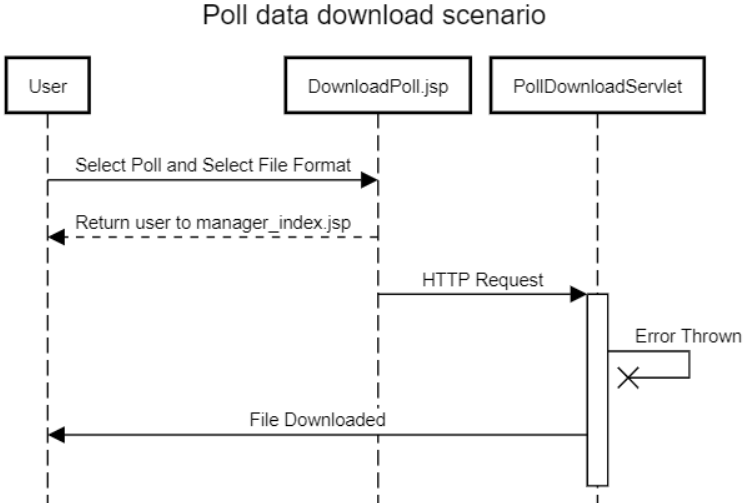 Poll data download scenario
User
DownloadPoll.jsp
PollDownloadServlet
Select Poll and Select File Format
Return user to manager_index.jsp
HTTP Request
Error Thrown
File Downloaded